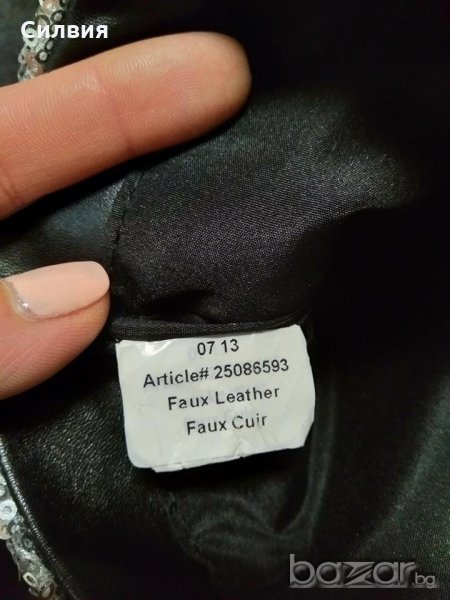 Силвия
07 13
Article# 25086593
Faux Leather
Faux Cuir
bazar.bg